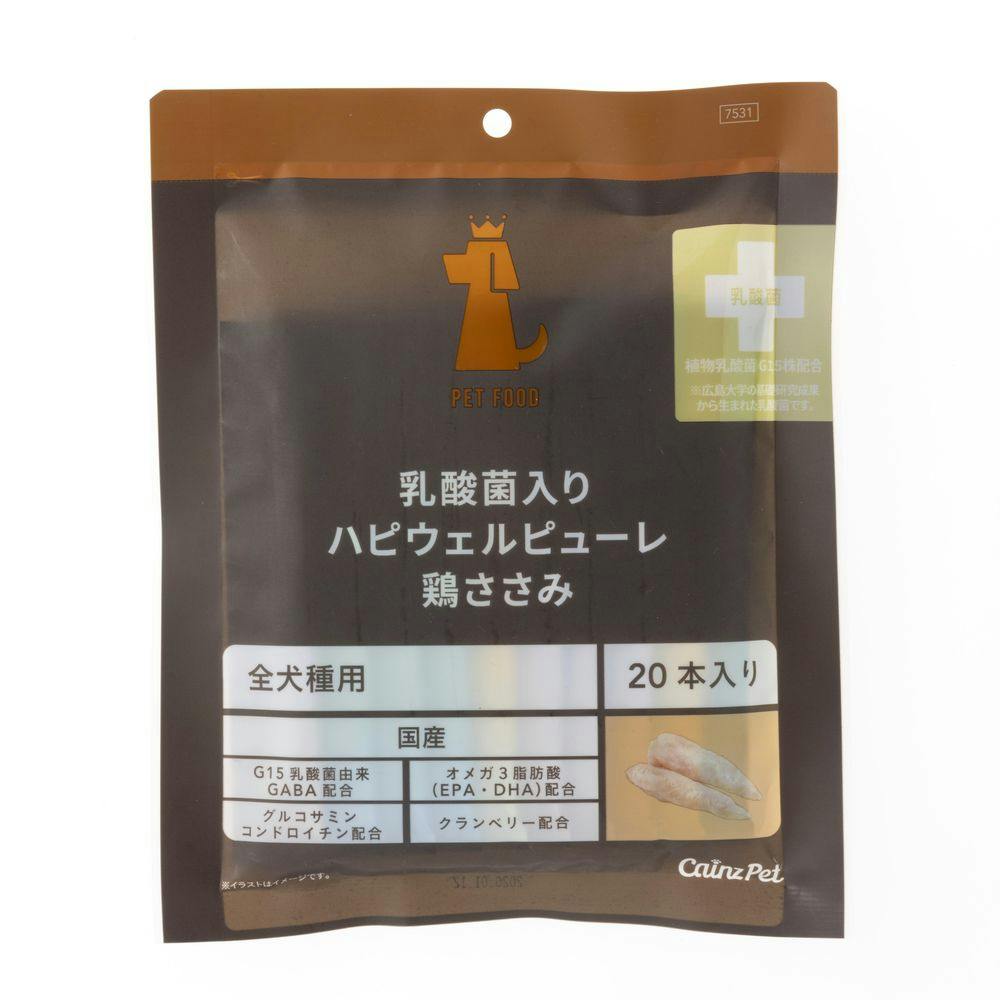 7531
PET FOOD
乳酸菌
植物乳酸菌G15株配合
※広島大学の基礎研究成果
から生まれた乳酸菌です。
乳酸菌入り
ハピウェルピューレ
鶏ささみ
全犬種用
20本入り
国産
G15乳酸菌由来
GABA配合
オメガ3脂肪酸
(EPA・DHA)配合
グルコサミン
コンドロイチン配合
クランベリー配合
CainzPet
※イラストはイメージです。
2026.01.12